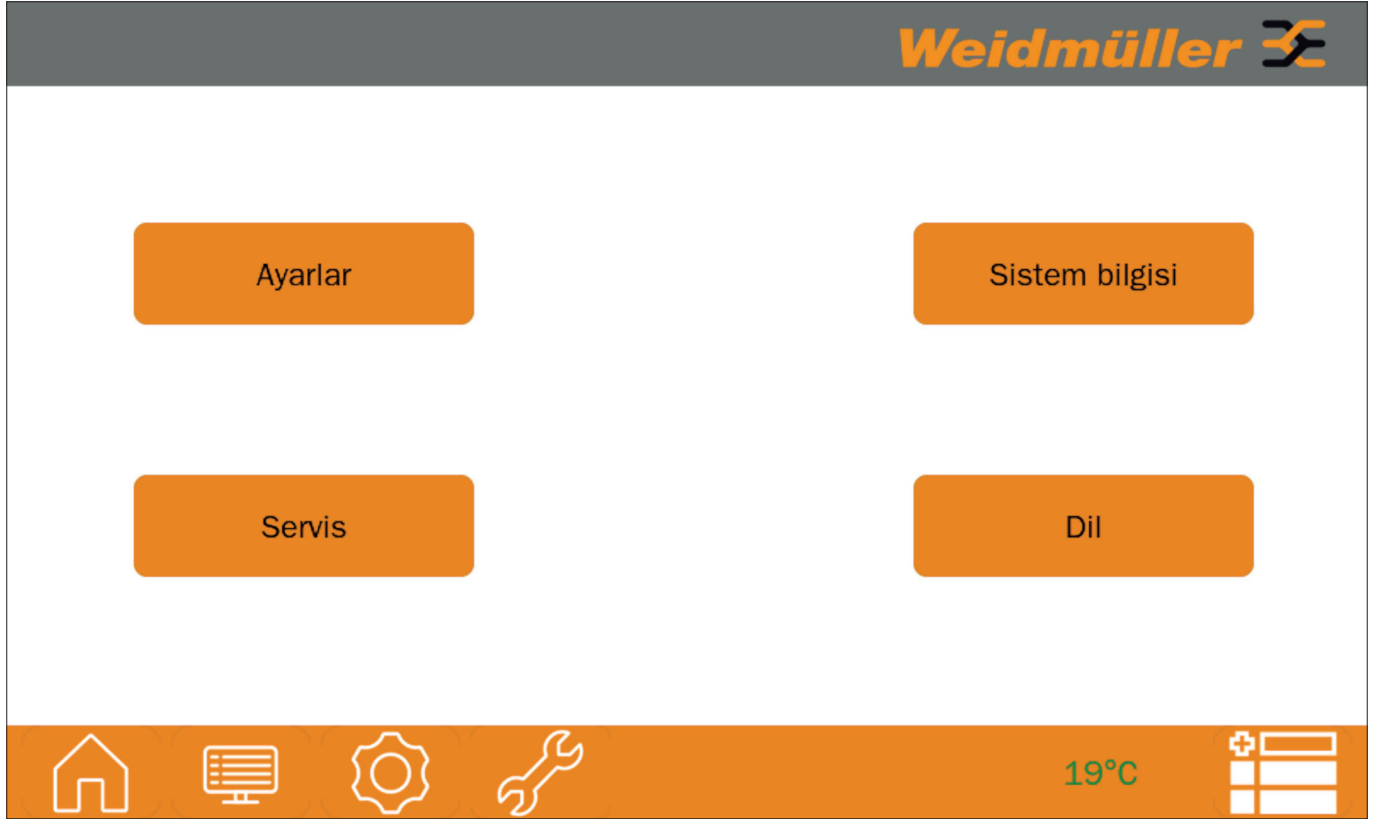 Weidmüller
Ayarlar
Sistem bilgisi
Servis
Dil
19°C